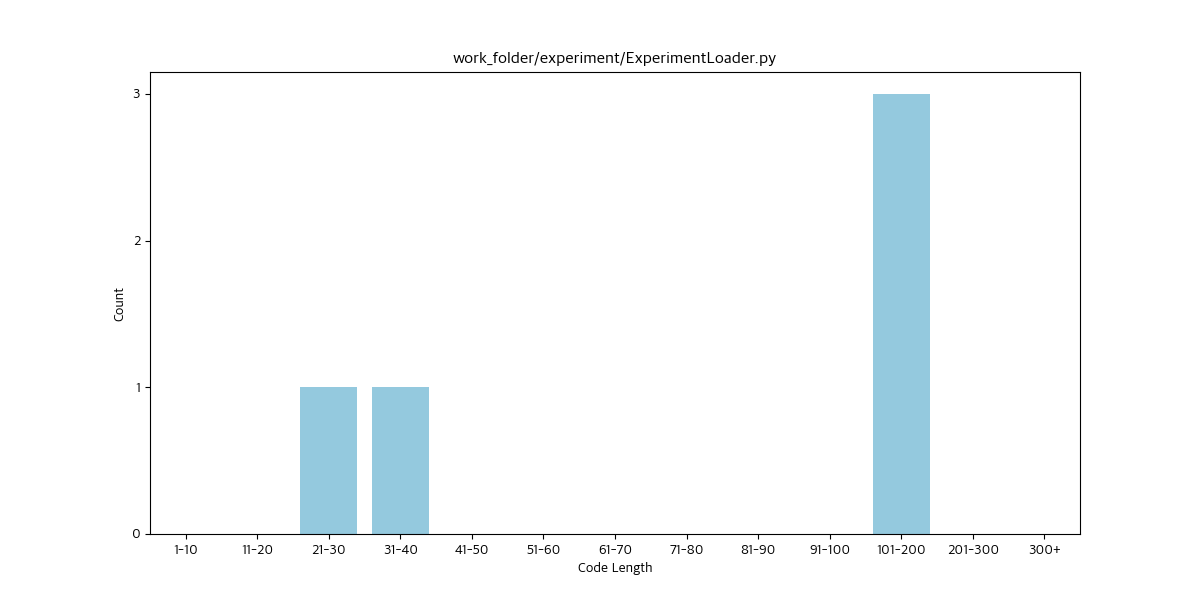 work_folder/experiment/ExperimentLoader.py
3
2
1
0
Count
1-10 11-20 21-30 31-40 41-50 51-60 61-70 71-80 81-90 91-100 101-200 201-300 300+
Code Length